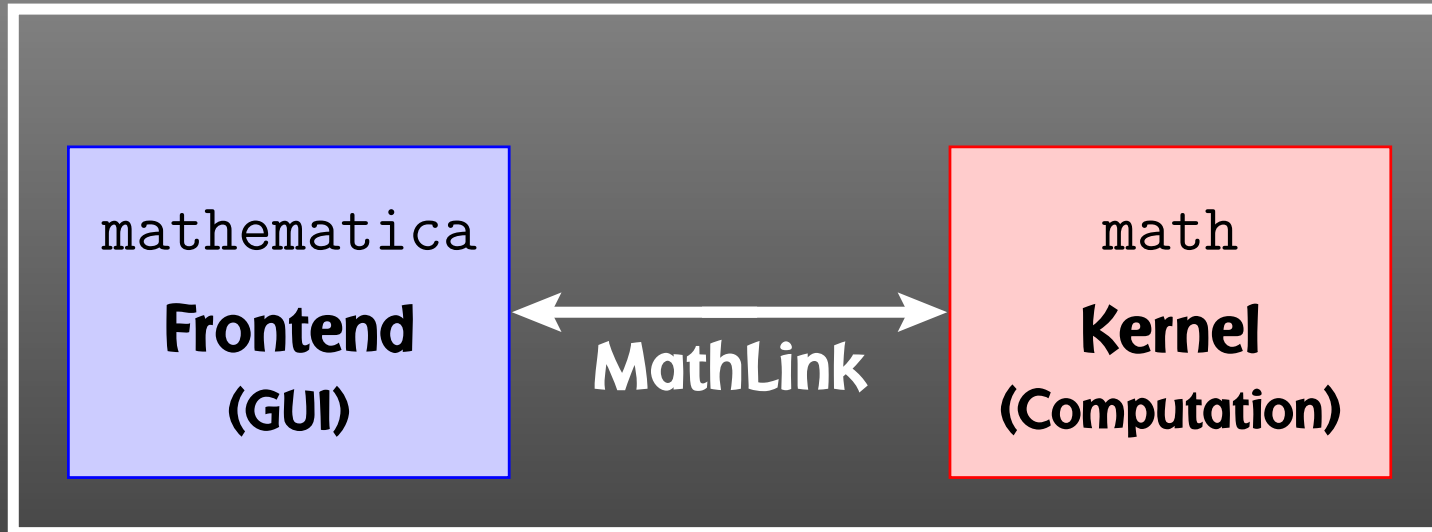 mathematica
Frontend
(GUI)
MathLink
math
Kernel
(Computation)